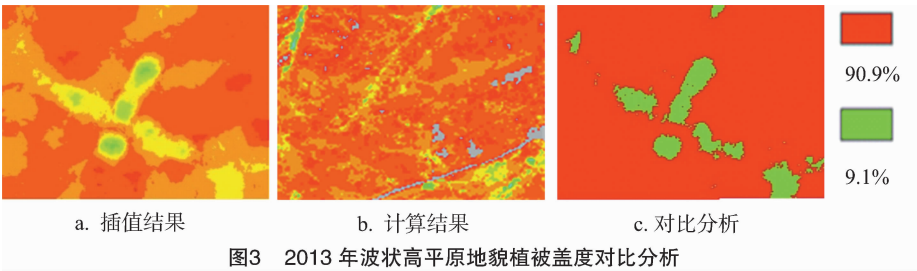 90.9%
9.1%
a. 插值结果
b. 计算结果
c. 对比分析
图3 2013 年波状高平原地貌植被盖度对比分析